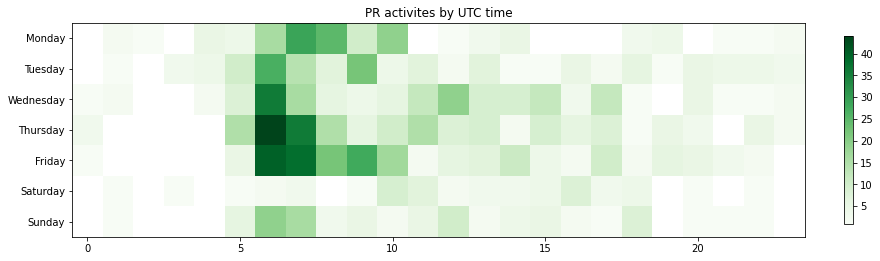 PR activites by UTC time
Monday
Tuesday
Wednesday
Thursday
Friday
Saturday
Sunday
0 5 10 15 20
40
35
30
25
20
15
10
5